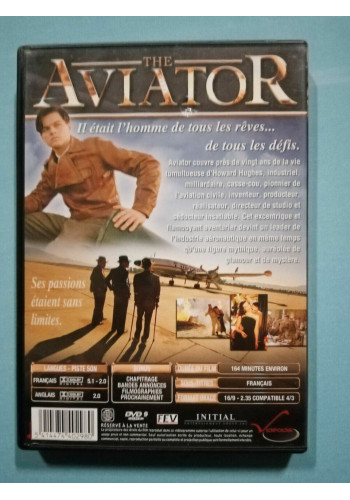 THE
AVIATOR
Il était l'homme de tous les rêves...
de tous les défis.
Aviator couvre près de vingt ans de la vie
tumultueuse d'Howard Hughes, industriel,
milliardaire, casse-cou, pionnier de
l'aviation civile, inventeur, producteur,
réalisateur, directeur de studio et
séducteur insatiable. Cet excentrique et
flamboyant aventurier devint un leader de
l'industrie aéronautique en même temps
qu'une figure mythique, auréolée de
glamour et de mystère.
Ses passions
étaient sans
limites.
LANGUES - PISTE SON
FRANÇAIS 5.1 - 2.0
ANGLAIS 2.0
BONUS
CHAPITRAGE
BANDES ANNONCES
FILMOGRAPHIES
PROCHAINEMENT
DURÉE DU FILM
164 MINUTES ENVIRON
SOUS-TITRES
FRANÇAIS
FORMAT IMAGE
16/9 - 2.35 COMPATIBLE 4/3
RÉSERVÉ À LA VENTE
DVD 9
FEV
INITIAL